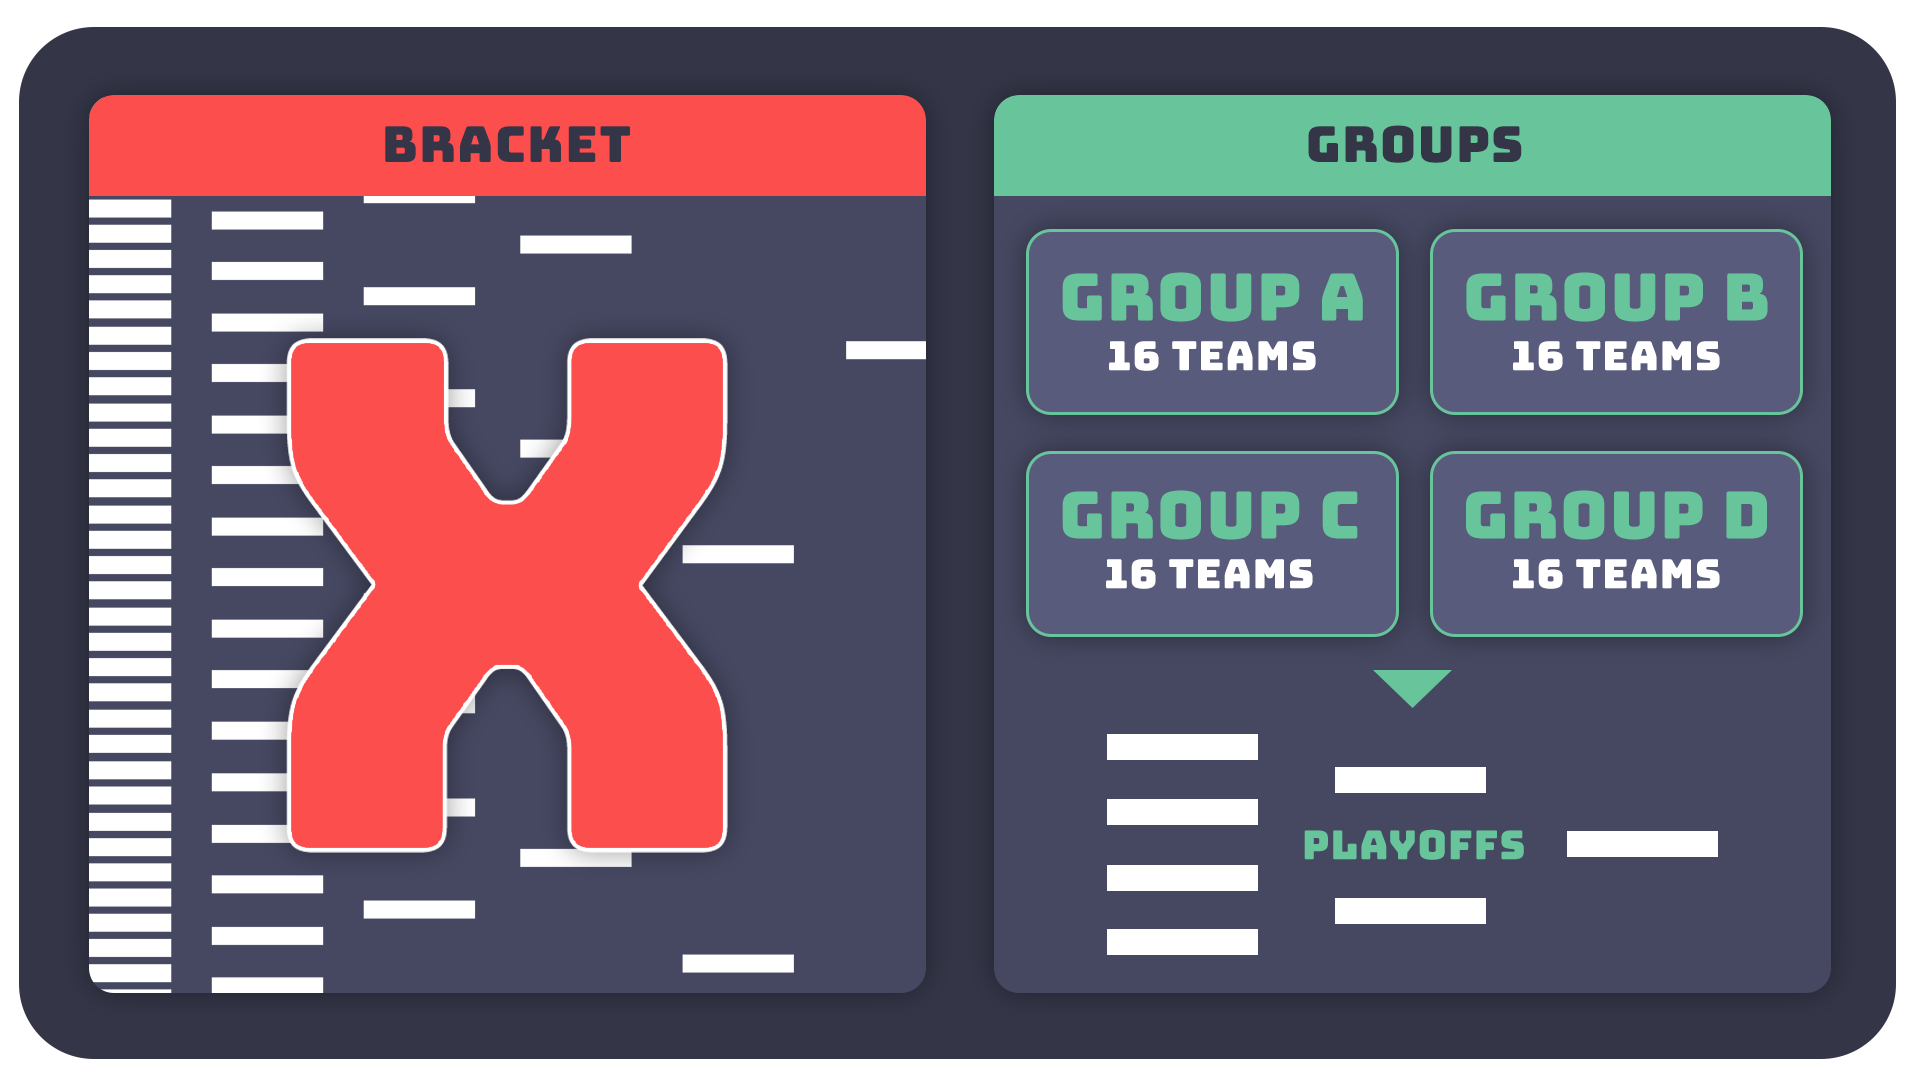 BRACKET
GROUPS
GROUP A
16 TEAMS
GROUP B
16 TEAMS
GROUP C
16 TEAMS
GROUP D
16 TEAMS
PLAYOFFS